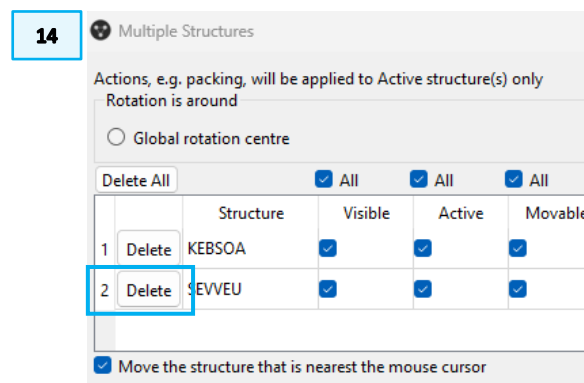 14
Multiple Structures
Actions, e.g. packing, will be applied to Active structure(s) only
Rotation is around
Global rotation centre
Delete All All All All
Structure Visible Active Movable
1 Delete KEBSOA
2 Delete SEVVEU
Move the structure that is nearest the mouse cursor